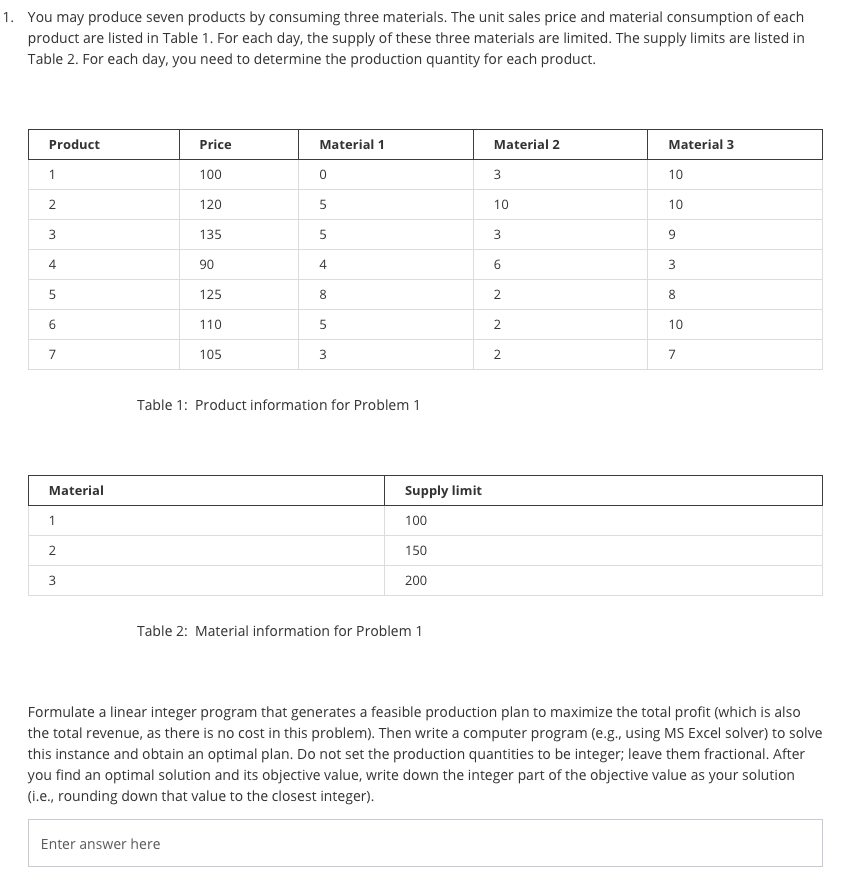 1. You may produce seven products by consuming three materials. The unit sales price and material consumption of each
product are listed in Table 1. For each day, the supply of these three materials are limited. The supply limits are listed in
Table 2. For each day, you need to determine the production quantity for each product.
Product Price Material 1 Material 2 Material 3
1 100 0 3 10
2 120 5 10 10
3 135 5 3 9
4 90 4 6 3
5 125 8 2 8
6 110 5 2 10
7 105 3 2 7
Table 1: Product information for Problem 1
Material Supply limit
1 100
2 150
3 200
Table 2: Material information for Problem 1
Formulate a linear integer program that generates a feasible production plan to maximize the total profit (which is also
the total revenue, as there is no cost in this problem). Then write a computer program (e.g., using MS Excel solver) to solve
this instance and obtain an optimal plan. Do not set the production quantities to be integer; leave them fractional. After
you find an optimal solution and its objective value, write down the integer part of the objective value as your solution
(i.e., rounding down that value to the closest integer).
Enter answer here